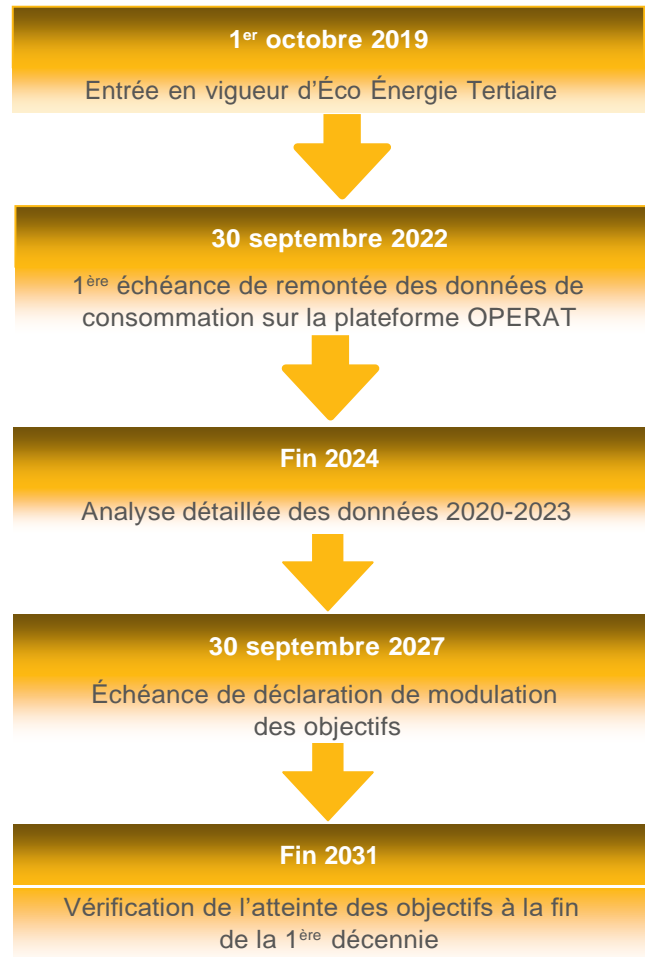 1er octobre 2019
Entrée en vigueur d’Éco Énergie Tertiaire
30 septembre 2022
1ère échéance de remontée des données de
consommation sur la plateforme OPERAT
Fin 2024
Analyse détaillée des données 2020-2023
30 septembre 2027
Échéance de déclaration de modulation
des objectifs
Fin 2031
Vérification de l’atteinte des objectifs à la fin
de la 1ère décennie